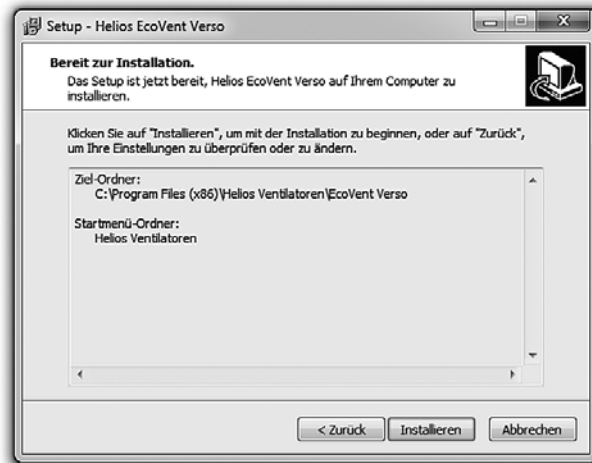 Setup - Helios EcoVent Verso
Bereit zur Installation.
Das Setup ist jetzt bereit, Helios EcoVent Verso auf Ihrem Computer zu
installieren.
Klicken Sie auf "Installieren", um mit der Installation zu beginnen, oder auf "Zurück",
um Ihre Einstellungen zu überprüfen oder zu ändern.
Ziel-Ordner:
C:\Program Files (x86)\Helios Ventilatoren\EcoVent Verso
Startmenü-Ordner:
Helios Ventilatoren
< Zurück
Installieren
Abbrechen